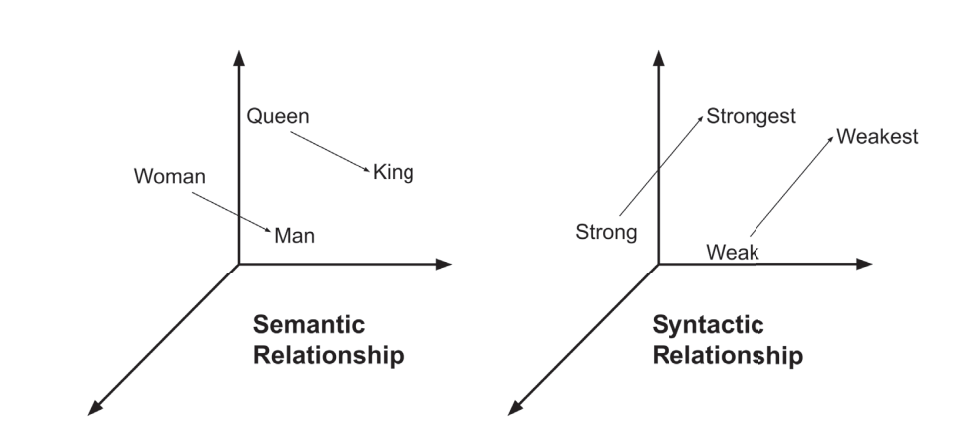 Queen
King
Woman
Man
Semantic
Relationship
Strongest
Weakest
Strong
Weak
Syntactic
Relationship